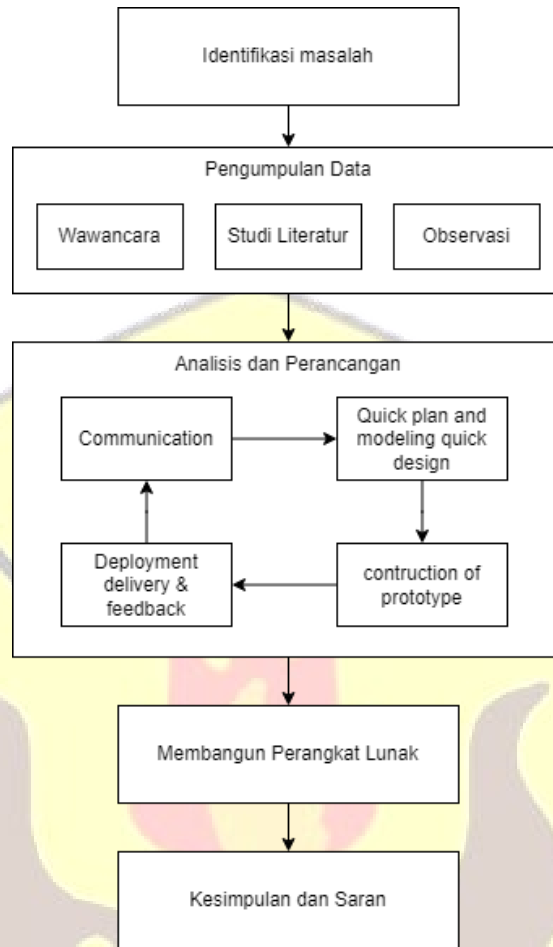 Identifikasi masalah
Pengumpulan Data
Wawancara
Studi Literatur
Observasi
Analisis dan Perancangan
Communication
Quick plan and
modeling quick
design
Deployment
delivery &
feedback
contruction of
prototype
Membangun Perangkat Lunak
Kesimpulan dan Saran